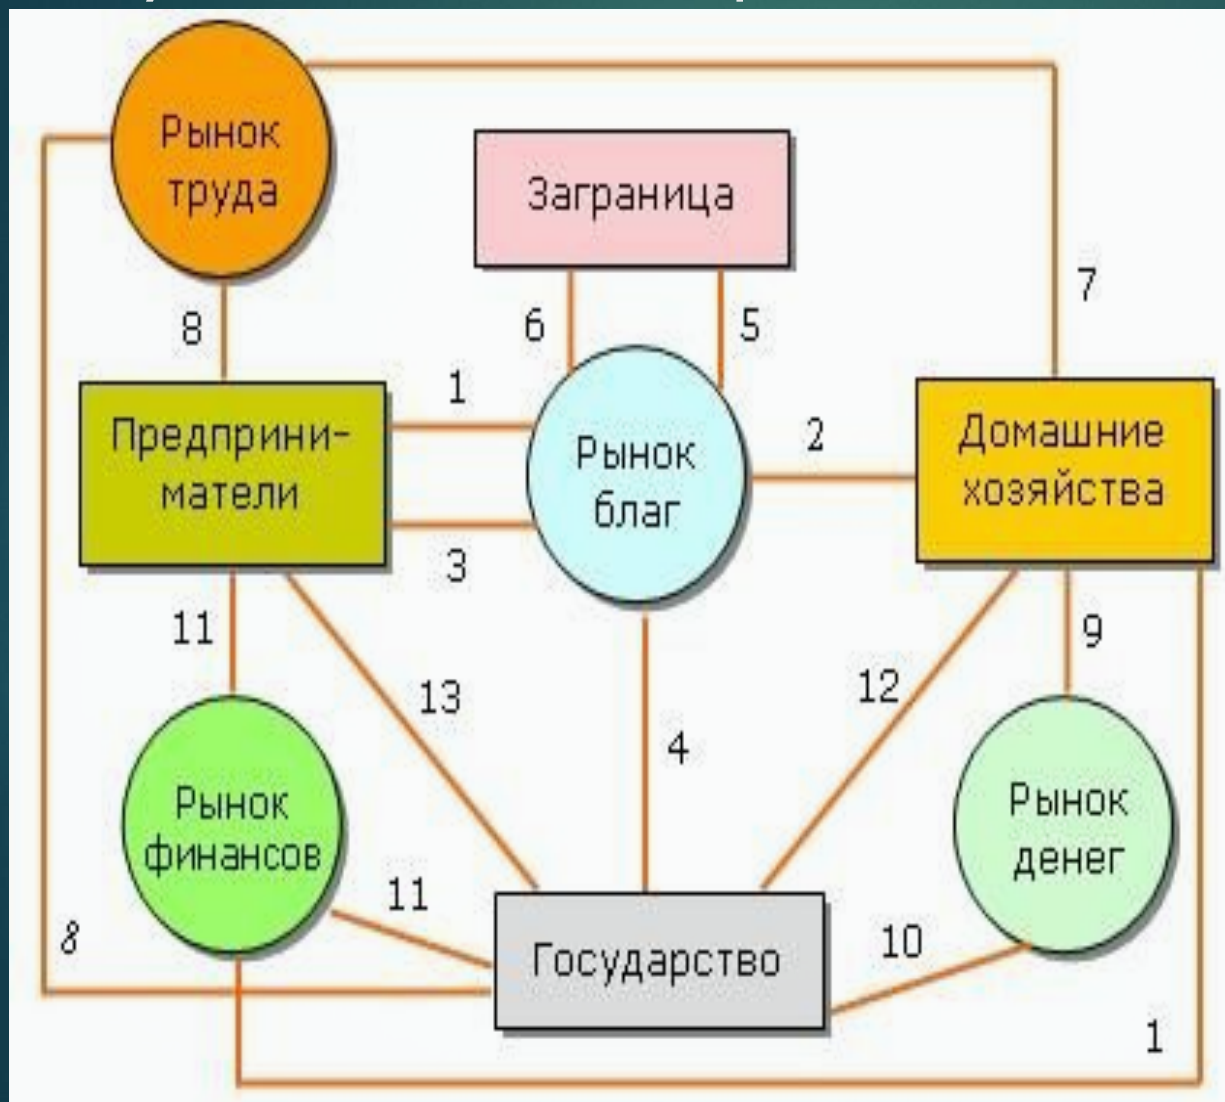 Рынок
труда
Заграница
7
8
6
5
1
Предприни-
матели
Рынок
благ
2
Домашние
хозяйства
3
11
13
4
12
9
Рынок
финансов
Рынок
денег
11
8
Государство
10
1